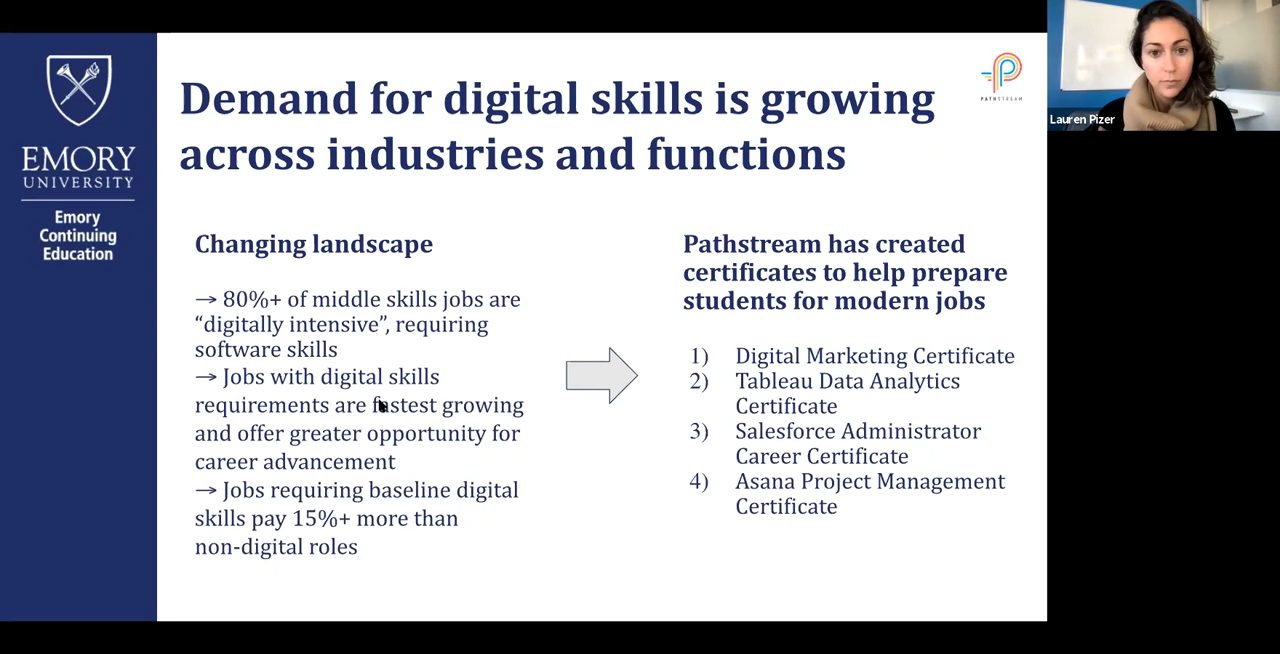 EMORY
UNIVERSITY
Emory
Continuing
Education
Demand for digital skills is growing
across industries and functions
PATHSTREAM
Lauren Pizer
Changing landscape
→ 80%+ of middle skills jobs are
“digitally intensive”, requiring
software skills
→ Jobs with digital skills
requirements are fastest growing
and offer greater opportunity for
career advancement
→ Jobs requiring baseline digital
skills pay 15%+ more than
non-digital roles
Pathstream has created
certificates to help prepare
students for modern jobs
1) Digital Marketing Certificate
2) Tableau Data Analytics
Certificate
3) Salesforce Administrator
Career Certificate
4) Asana Project Management
Certificate